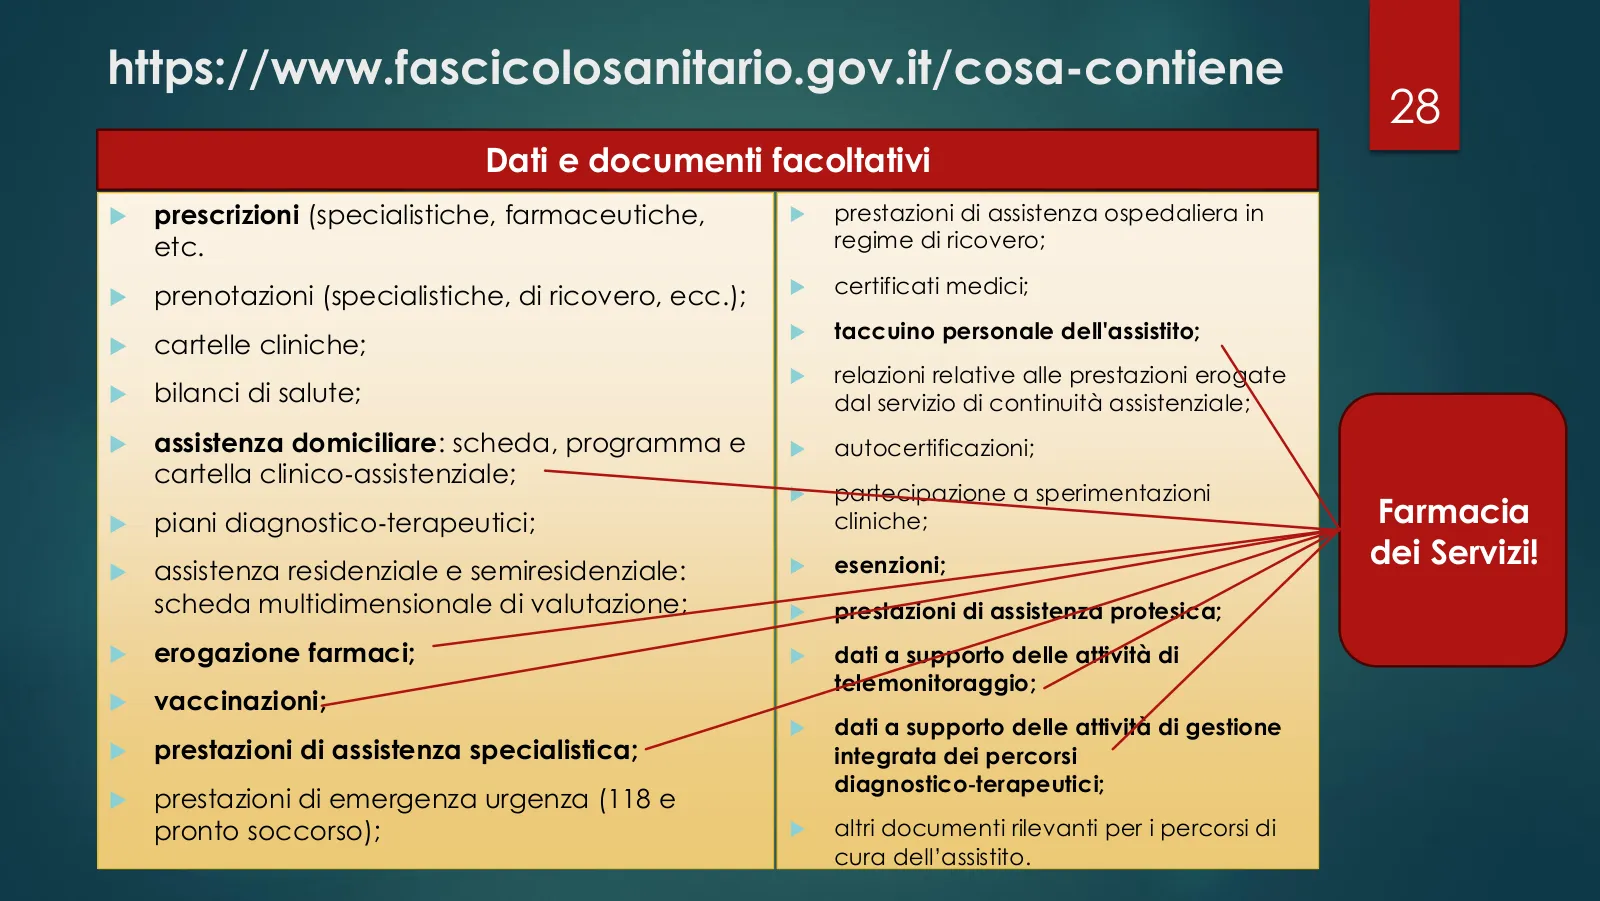 https://www.fascicolosanitario.gov.it/cosa-contiene
28
Dati e documenti facoltativi
prescrizioni (specialistiche, farmaceutiche,
etc.
prenotazioni (specialistiche, di ricovero, ecc.);
cartelle cliniche;
bilanci di salute;
assistenza domiciliare: scheda, programma e
cartella clinico-assistenziale;
piani diagnostico-terapeutici;
assistenza residenziale e semiresidenziale:
scheda multidimensionale di valutazione;
erogazione farmaci;
vaccinazioni;
prestazioni di assistenza specialistica;
prestazioni di emergenza urgenza (118 e
pronto soccorso);
prestazioni di assistenza ospedaliera in
regime di ricovero;
certificati medici;
taccuino personale dell'assistito;
relazioni relative alle prestazioni erogate
dal servizio di continuità assistenziale;
autocertificazioni;
partecipazione a sperimentazioni
cliniche;
esenzioni;
prestazioni di assistenza protesica;
dati a supporto delle attività di
telemonitoraggio;
dati a supporto delle attività di gestione
integrata dei percorsi
diagnostico-terapeutici;
altri documenti rilevanti per i percorsi di
cura dell’assistito.
Farmacia
dei Servizi!